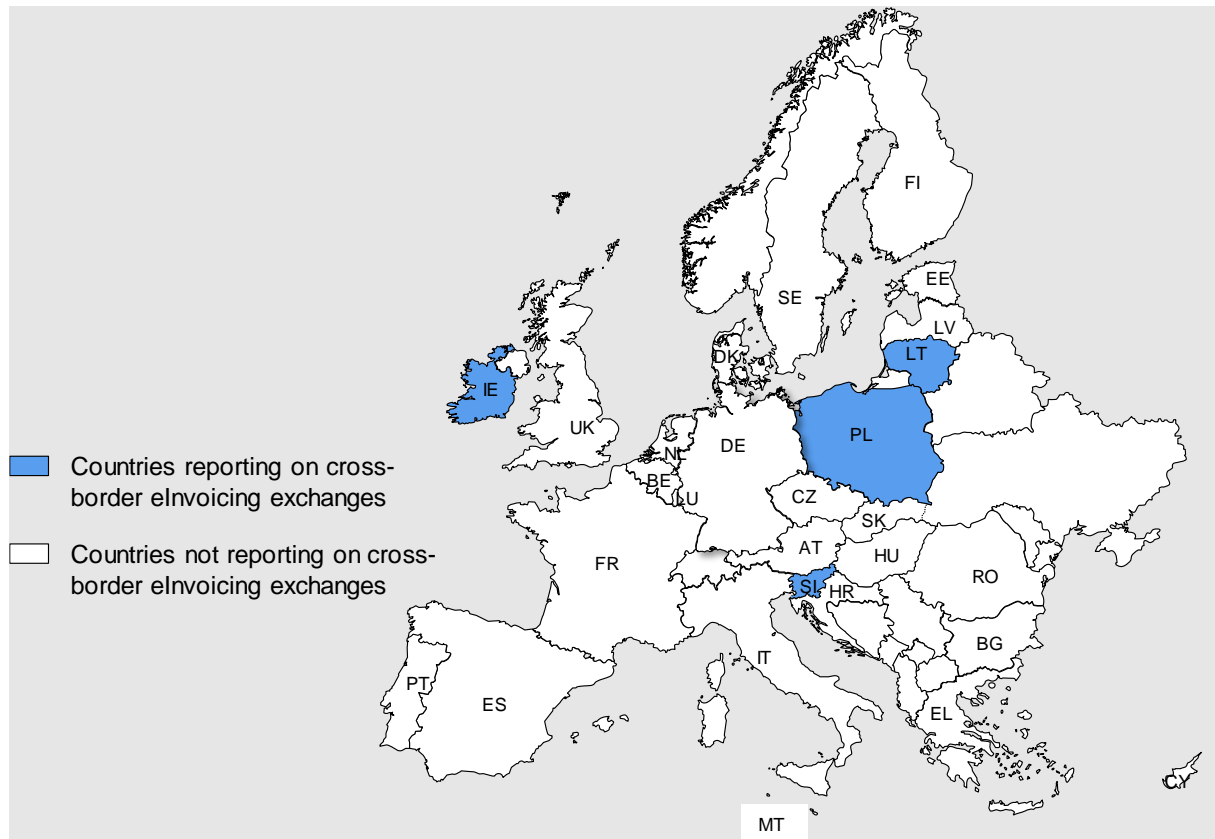 FI
EE
SE
LV
LT
DK
IE
UK
PL
NL
DE
BE
LU
CZ
SK
AT
HU
FR
RO
SI
HR
BG
IT
PT
ES
EL
CY
MT
Countries reporting on cross-
border eInvoicing exchanges
Countries not reporting on cross-
border eInvoicing exchanges